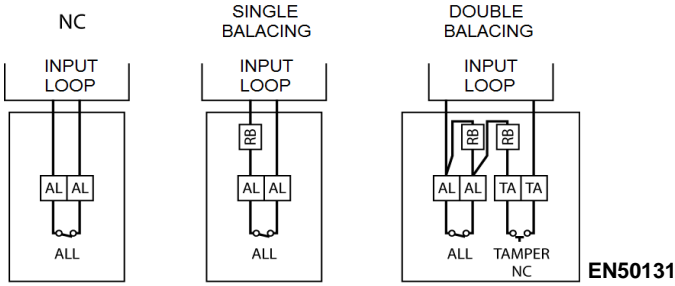 NC
INPUT
LOOP
AL AL
ALL
SINGLE
BALACING
INPUT
LOOP
RB
AL AL
ALL
DOUBLE
BALACING
INPUT
LOOP
RB RB
AL AL TA TA
ALL TAMPER
NC
EN50131